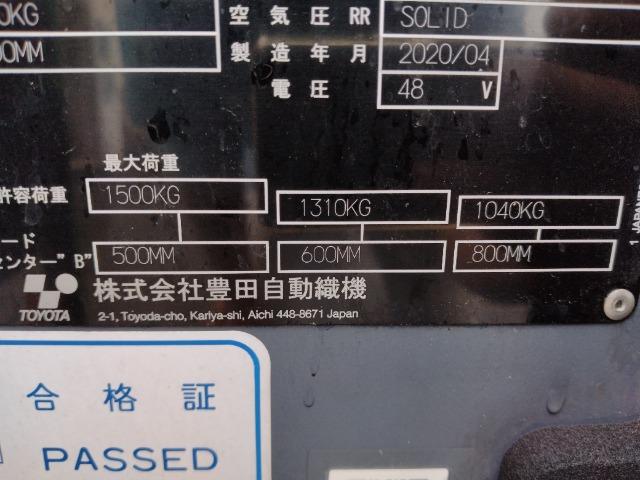 0KG 空気圧 RR SOLID
00MM 製造年月 2020/04
電圧 48 V
最大荷重
許容荷重 1500KG 1310KG 1040KG
ード
センター"B" 500MM 600MM 800MM
TOYOTA 株式会社豊田自動織機
2-1, Toyoda-cho, Kariya-shi, Aichi 448-8671 Japan
合格証
PASSED